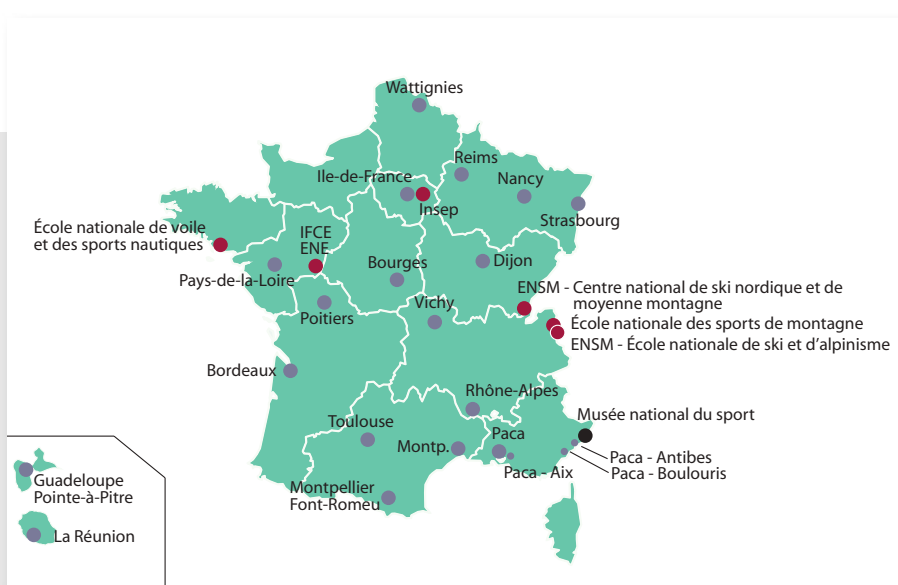 Wattignies
Reims
Ile-de-France
Nancy
Insep
Strasbourg
École nationale de voile
et des sports nautiques
IFCE
ENE
Pays-de-la-Loire
Bourges
Dijon
ENSM - Centre national de ski nordique et de
moyenne montagne
Vichy
Poitiers
École nationale des sports de montagne
ENSM - École nationale de ski et d'alpinisme
Bordeaux
Rhône-Alpes
Musée national du sport
Toulouse
Paca
Montp.
Paca - Antibes
Paca - Aix
Paca - Boulouris
Guadeloupe
Pointe-à-Pitre
Montpellier
Font-Romeu
La Réunion